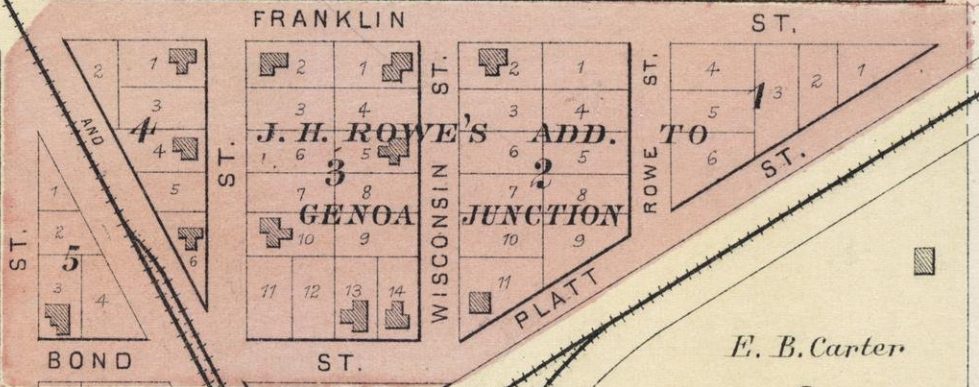 FRANKLIN ST.
2 1 2 1 2 1 4 3 2 1
3 3 4 3 4 5
AND 4 J. H. ROWE'S ADD. TO 1
4 6 5 6 5 6
ST. 3 WISCONSIN ST. 2 ROWE ST. ST.
1 5 7 8 7 8
GENOA JUNCTION
2 6 10 9 10 9
ST. 5
3 4 11 12 13 14 11
PLATT
E. B. Carter
BOND ST.